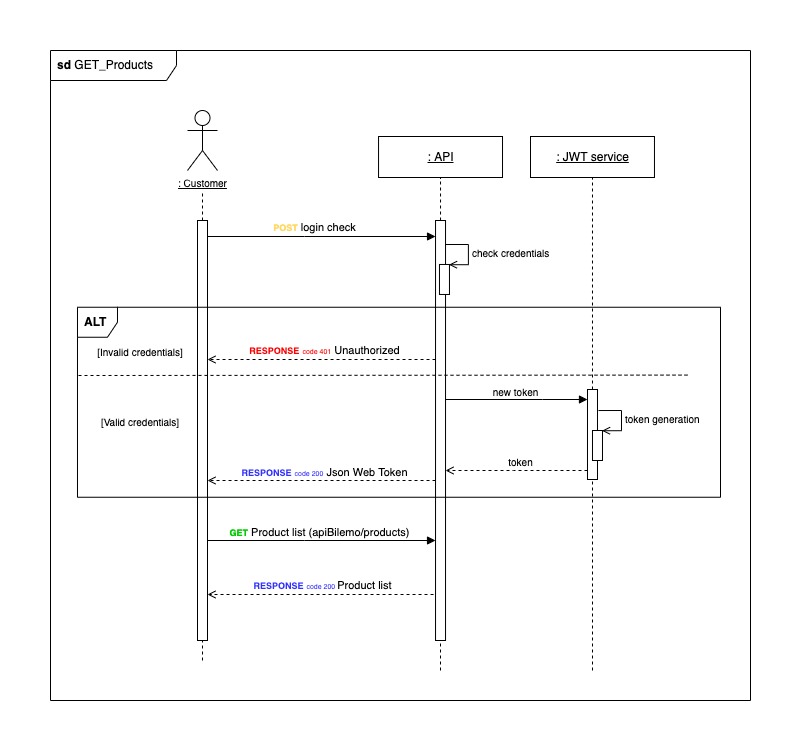 sd GET_Products
: Customer
: API
: JWT service
POST login check
check credentials
ALT
[Invalid credentials]
RESPONSE code 401 Unauthorized
new token
[Valid credentials]
token generation
token
RESPONSE code 200 Json Web Token
GET Product list (apiBilemo/products)
RESPONSE code 200 Product list